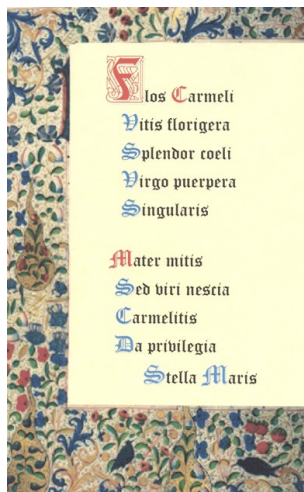 Flos Carmeli
Vitis florigera
Splendor coeli
Virgo puerpera
Singularis
Mater mitis
Sed viri nescia
Carmelitis
Da privilegia
Stella Maris